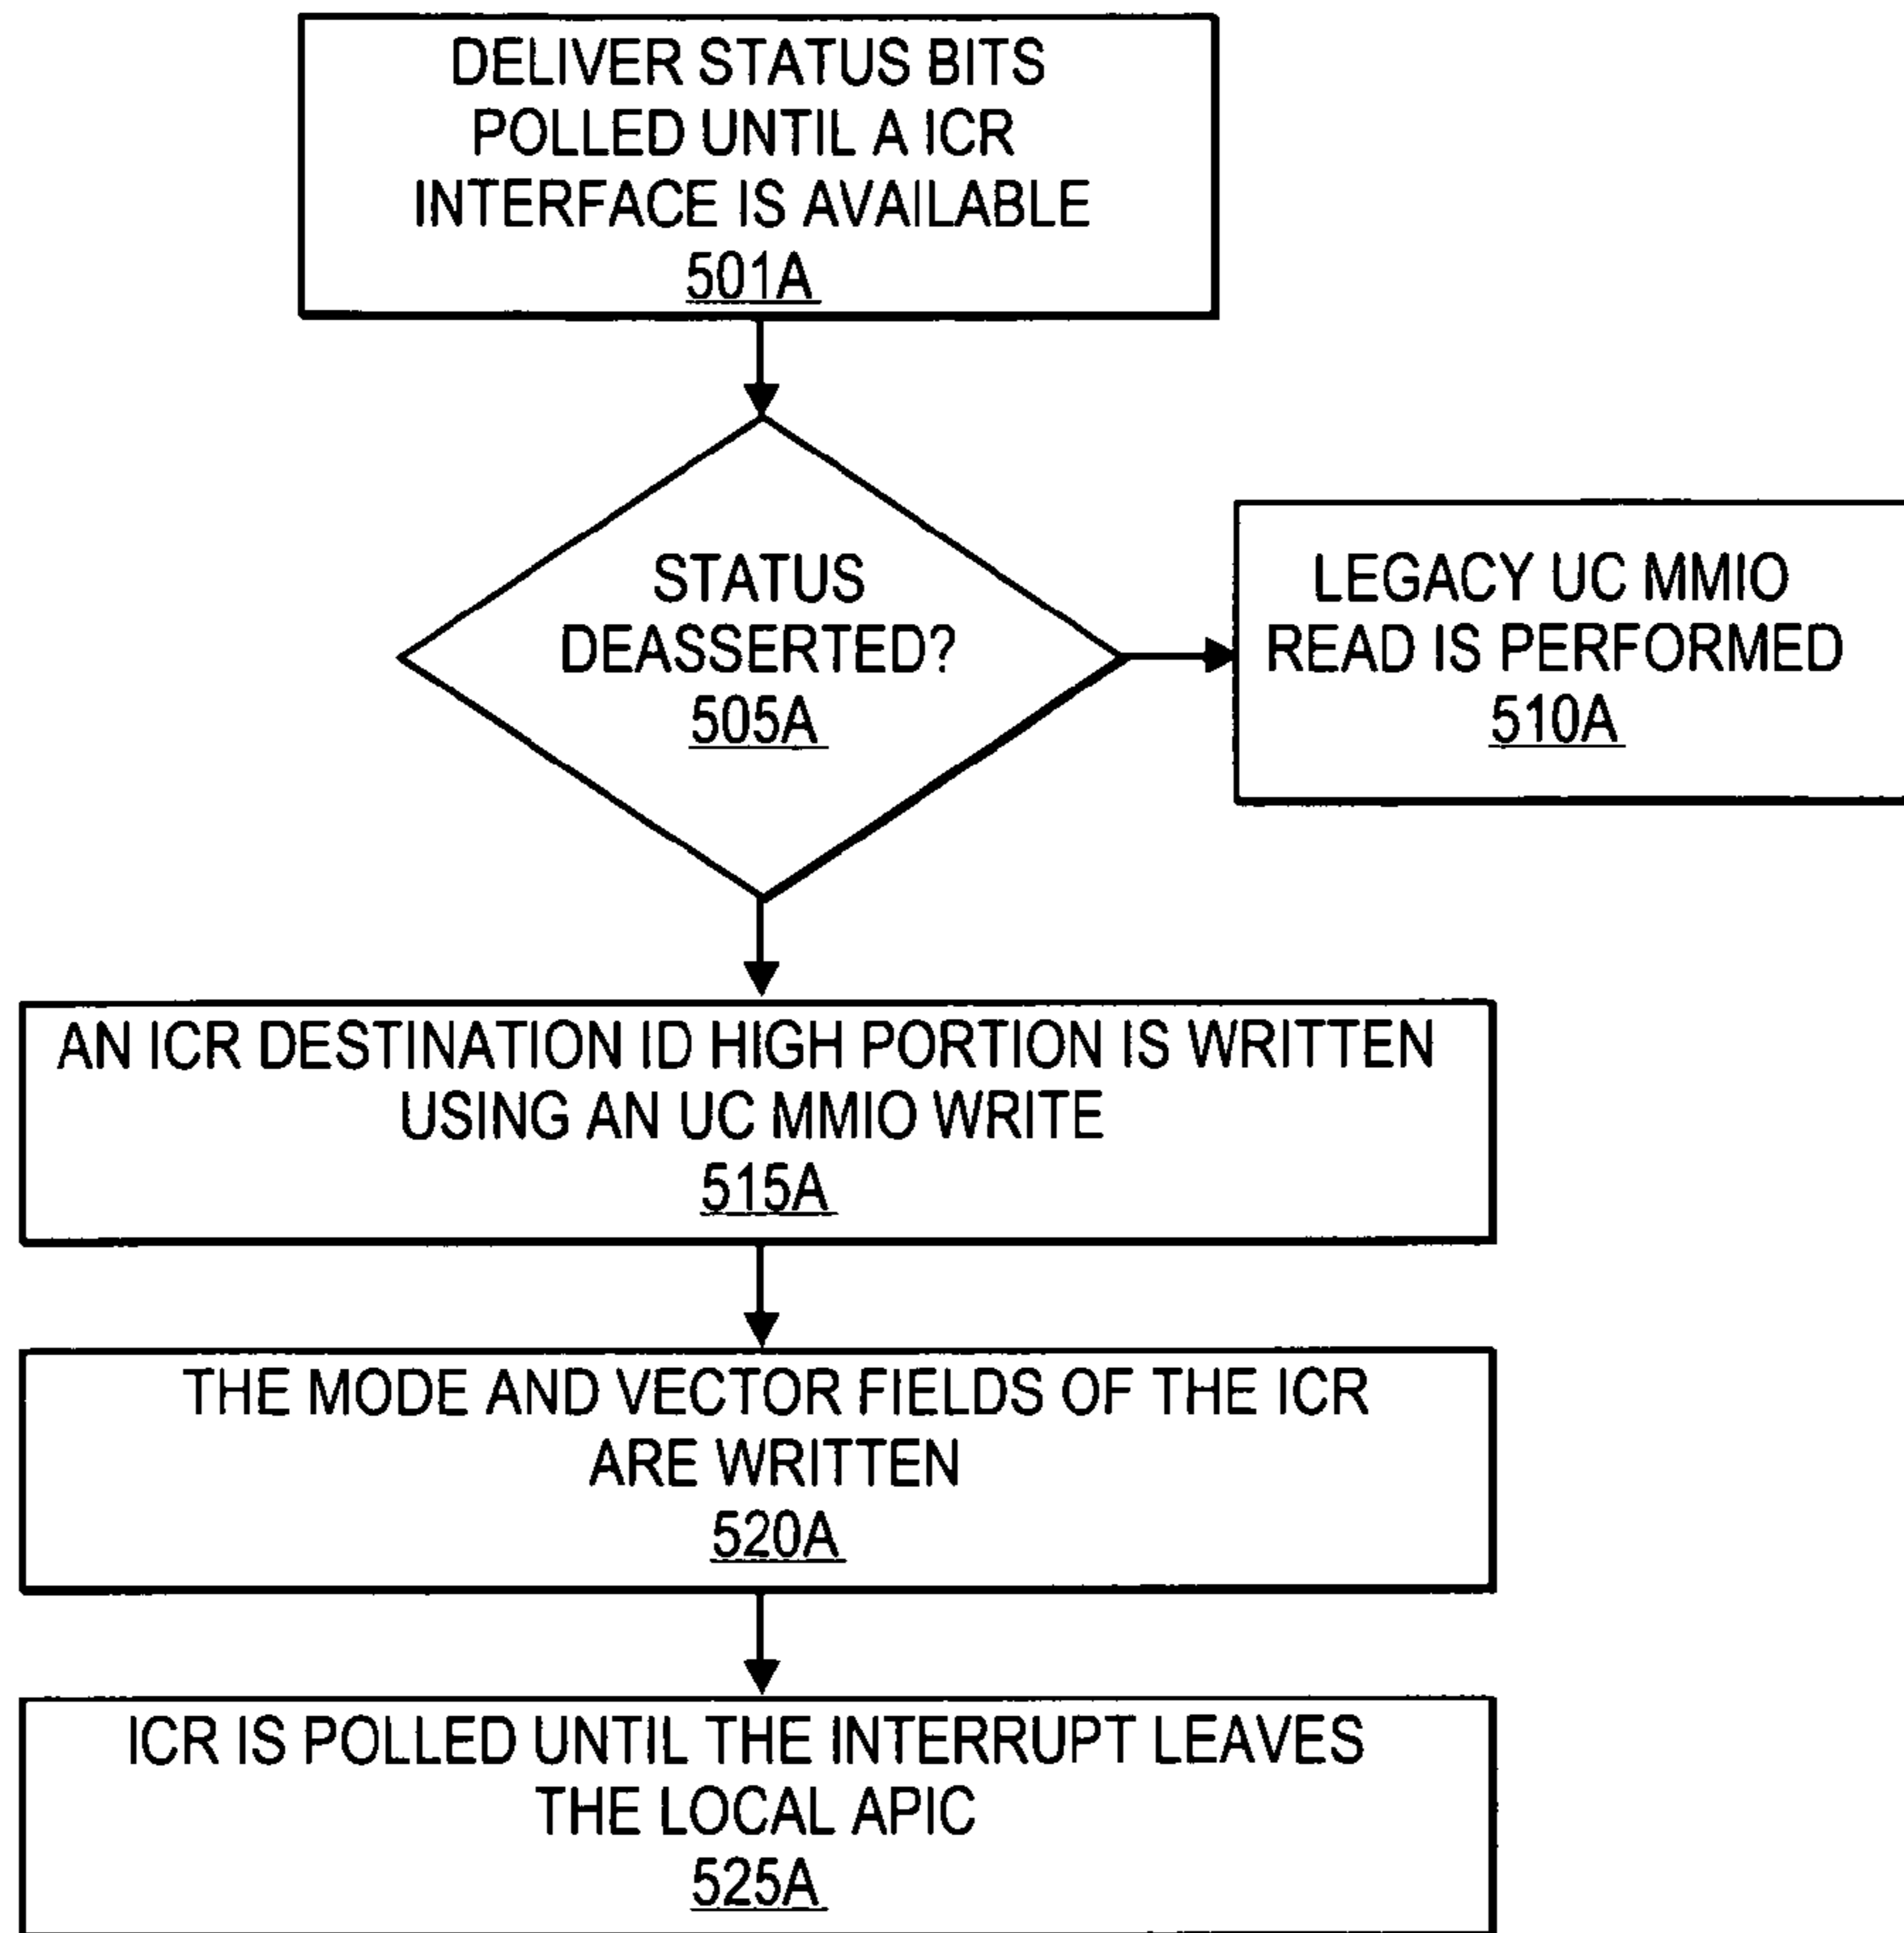 DELIVER STATUS BITS
POLLED UNTIL A ICR
INTERFACE IS AVAILABLE
501A
STATUS
DEASSERTED?
505A
LEGACY UC MMIO
READ IS PERFORMED
510A
AN ICR DESTINATION ID HIGH PORTION IS WRITTEN
USING AN UC MMIO WRITE
515A
THE MODE AND VECTOR FIELDS OF THE ICR
ARE WRITTEN
520A
ICR IS POLLED UNTIL THE INTERRUPT LEAVES
THE LOCAL APIC
525A